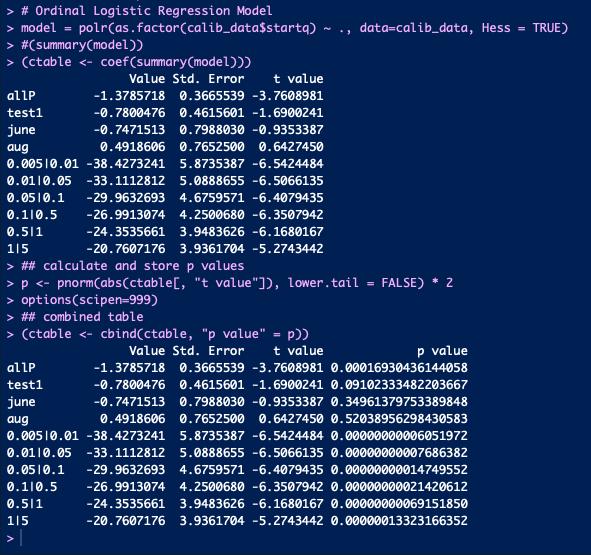 > # Ordinal Logistic Regression Model
> model = polr(as.factor(calib_data$startq) ~ ., data=calib_data, Hess = TRUE)
> #(summary(model))
> (ctable <- coef(summary(model)))
                 Value Std. Error    t value
allP        -1.3785718  0.3665539 -3.7608981
test1       -0.7800476  0.4615601 -1.6900241
june        -0.7471513  0.7988030 -0.9353387
aug          0.4918606  0.7652500  0.6427450
0.005|0.01 -38.4273241  5.8735387 -6.5424484
0.01|0.05  -33.1112812  5.0888655 -6.5066135
0.05|0.1   -29.9632693  4.6759571 -6.4079435
0.1|0.5    -26.9913074  4.2500680 -6.3507942
0.5|1      -24.3535661  3.9483626 -6.1680167
1|5        -20.7607176  3.9361704 -5.2743442
> ## calculate and store p values
> p <- pnorm(abs(ctable[, "t value"]), lower.tail = FALSE) * 2
> options(scipen=999)
> ## combined table
> (ctable <- cbind(ctable, "p value" = p))
                 Value Std. Error    t value             p value
allP        -1.3785718  0.3665539 -3.7608981 0.00016930436144058
test1       -0.7800476  0.4615601 -1.6900241 0.09102333482203667
june        -0.7471513  0.7988030 -0.9353387 0.34961379753389848
aug          0.4918606  0.7652500  0.6427450 0.52038956298430583
0.005|0.01 -38.4273241  5.8735387 -6.5424484 0.00000000006051972
0.01|0.05  -33.1112812  5.0888655 -6.5066135 0.00000000007686382
0.05|0.1   -29.9632693  4.6759571 -6.4079435 0.00000000014749552
0.1|0.5    -26.9913074  4.2500680 -6.3507942 0.00000000021420612
0.5|1      -24.3535661  3.9483626 -6.1680167 0.00000000069151850
1|5        -20.7607176  3.9361704 -5.2743442 0.00000013323166352
>